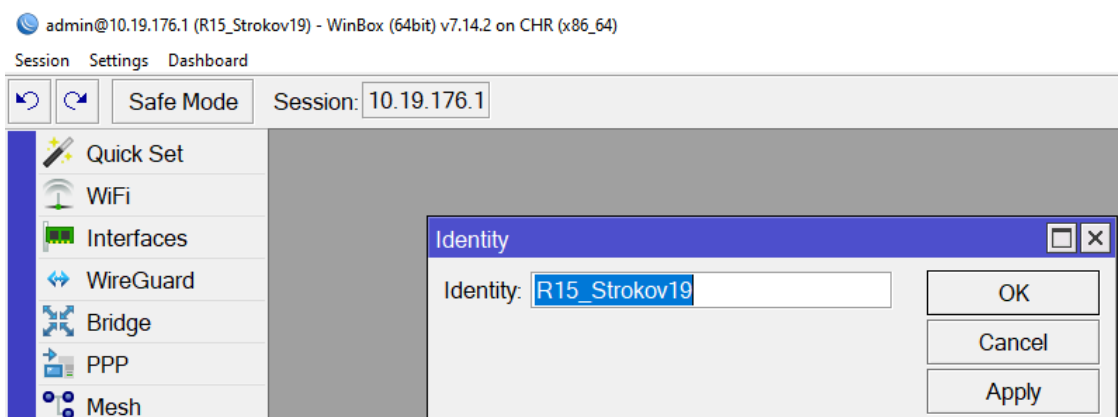 admin@10.19.176.1 (R15_Strokov19) - WinBox (64bit) v7.14.2 on CHR (x86_64)
Session Settings Dashboard
Safe Mode Session: 10.19.176.1
Quick Set
WiFi
Interfaces
WireGuard
Bridge
PPP
Mesh
Identity
Identity: R15_Strokov19
OK
Cancel
Apply